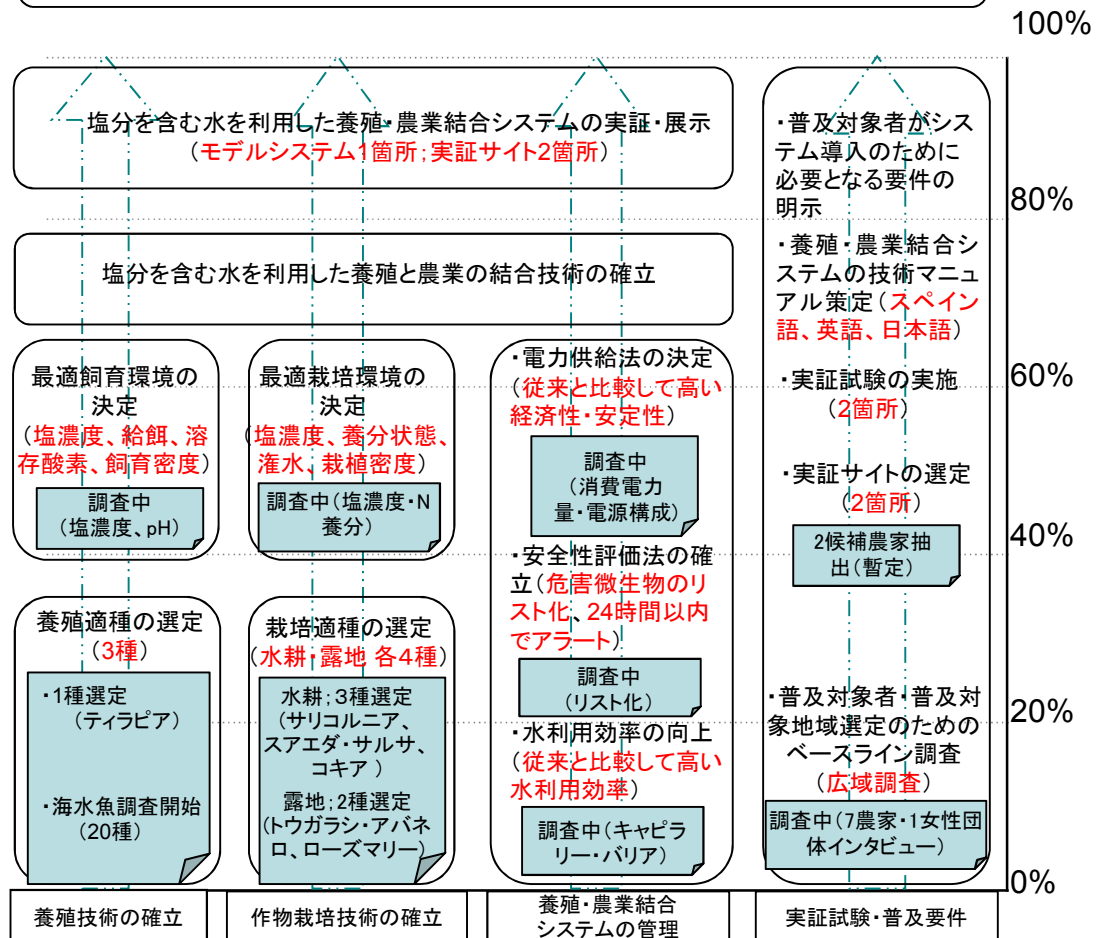 100%
塩分を含む水を利用した養殖・農業結合システムの実証・展示
（モデルシステム1箇所；実証サイト2箇所）
塩分を含む水を利用した養殖と農業の結合技術の確立
最適飼育環境の
決定
（塩濃度、給餌、溶
存酸素、飼育密度）
調査中
（塩濃度、pH）
養殖適種の選定
（3種）
・1種選定
（ティラピア）
・海水魚調査開始
（20種）
養殖技術の確立
最適栽培環境の
決定
（塩濃度、養分状態、
潅水、栽植密度）
調査中（塩濃度・N
養分）
栽培適種の選定
（水耕・露地 各４種）
水耕；3種選定
（サリコルニア、
スアエダ・サルサ、
コキア ）
露地；2種選定
（トウガラシ・アバネ
ロ、ローズマリー）
作物栽培技術の確立
・電力供給法の決定
（従来と比較して高い
経済性・安定性）
調査中
（消費電力
量・電源構成）
・安全性評価法の確
立（危害微生物のリ
スト化、24時間以内
でアラート）
調査中
（リスト化）
・水利用効率の向上
（従来と比較して高い
水利用効率）
調査中（キャピラ
リー・バリア）
養殖・農業結合
システムの管理
・普及対象者がシス
テム導入のために
必要となる要件の
明示
・養殖・農業結合シ
ステムの技術マニュ
アル策定（スペイン
語、英語、日本語）
・実証試験の実施
（2箇所）
・実証サイトの選定
（2箇所）
2候補農家抽
出（暫定）
・普及対象者・普及対
象地域選定のための
ベースライン調査
（広域調査）
調査中（7農家・1女性団
体インタビュー）
実証試験・普及要件
80%
60%
40%
20%
0%